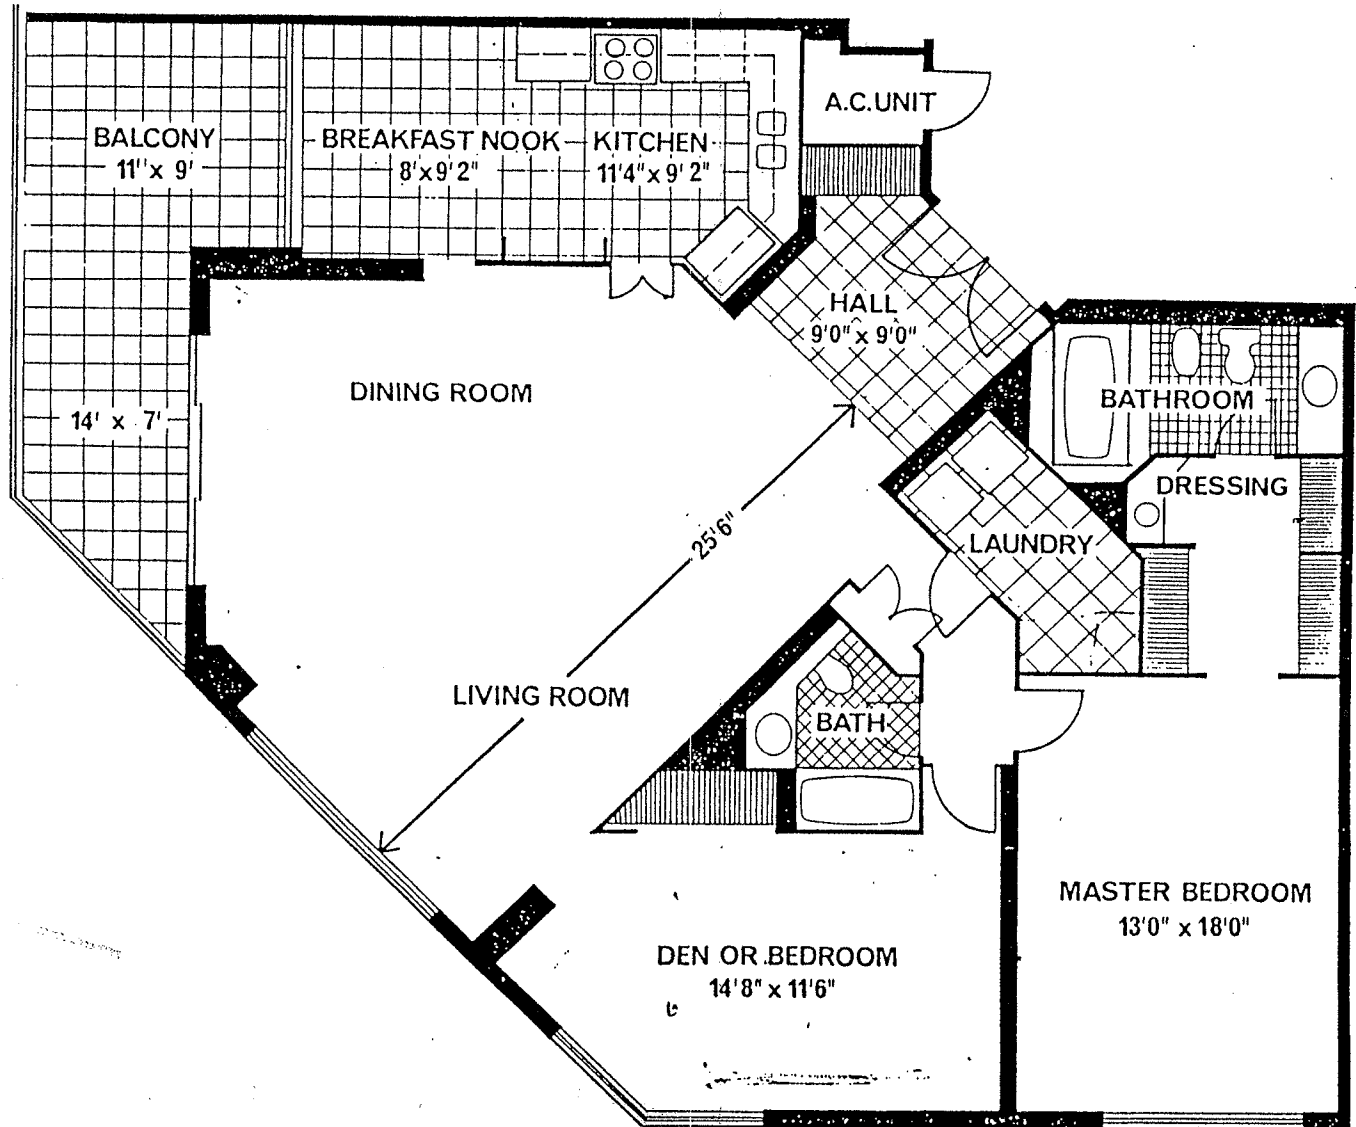 BALCONY
11" x 9'
BREAKFAST NOOK
8' x 9'2"
KITCHEN
11'4" x 9'2"
A.C. UNIT
HALL
9'0" x 9'0"
BATHROOM
DINING ROOM
14' x 7'
DRESSING
25'6"
LAUNDRY
LIVING ROOM
BATH
MASTER BEDROOM
13'0" x 18'0"
DEN OR BEDROOM
14'8" x 11'6"